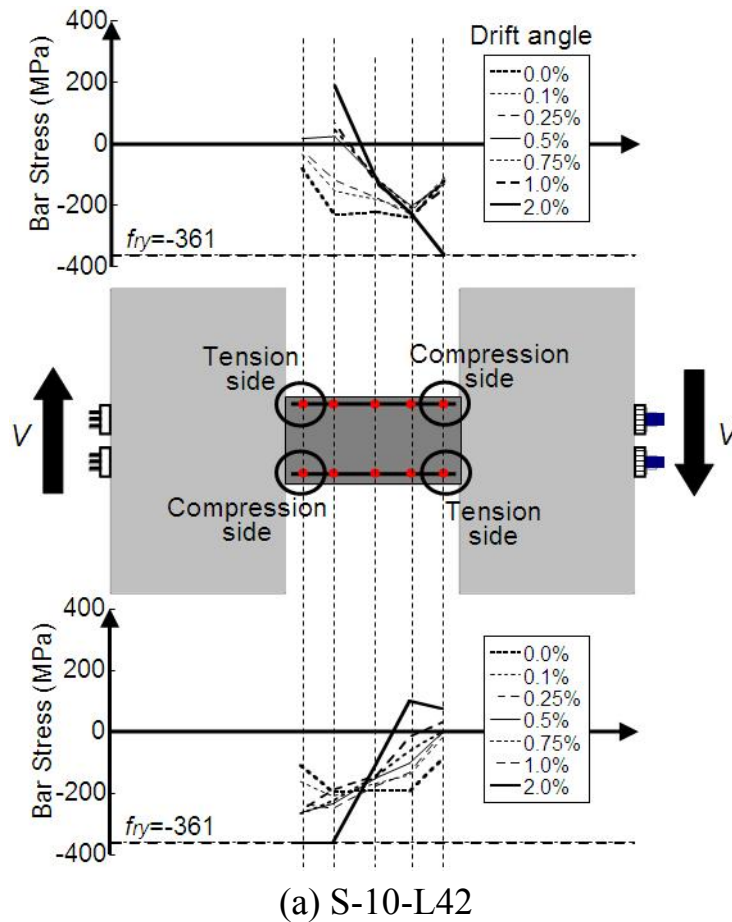 Drift angle
400
200
0
-200
-400
Bar Stress (MPa)
fry=-361
0.0%
0.1%
0.25%
0.5%
0.75%
1.0%
2.0%
Tension
side
Compression
side
V
V
Compression
side
Tension
side
400
200
0
-200
-400
Bar Stress (MPa)
fry=-361
0.0%
0.1%
0.25%
0.5%
0.75%
1.0%
2.0%
(a) S-10-L42